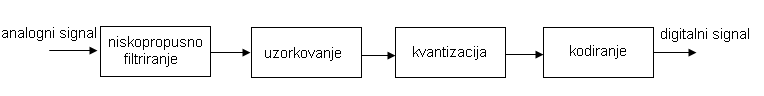 analogni signal
niskopropusno
filtriranje
uzorkovanje
kvantizacija
kodiranje
digitalni signal